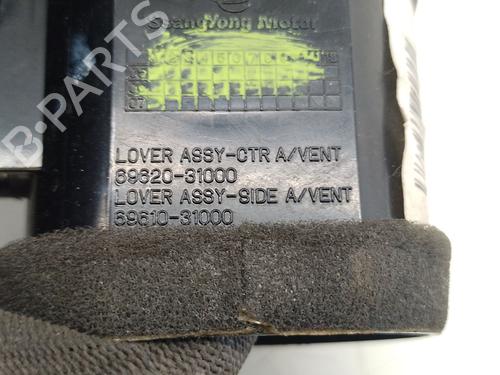 SsangYong Motor
LOVER ASSY-CTR A/VENT
69620-31000
LOVER ASSY-SIDE A/VENT
69610-31000
B-PARTS